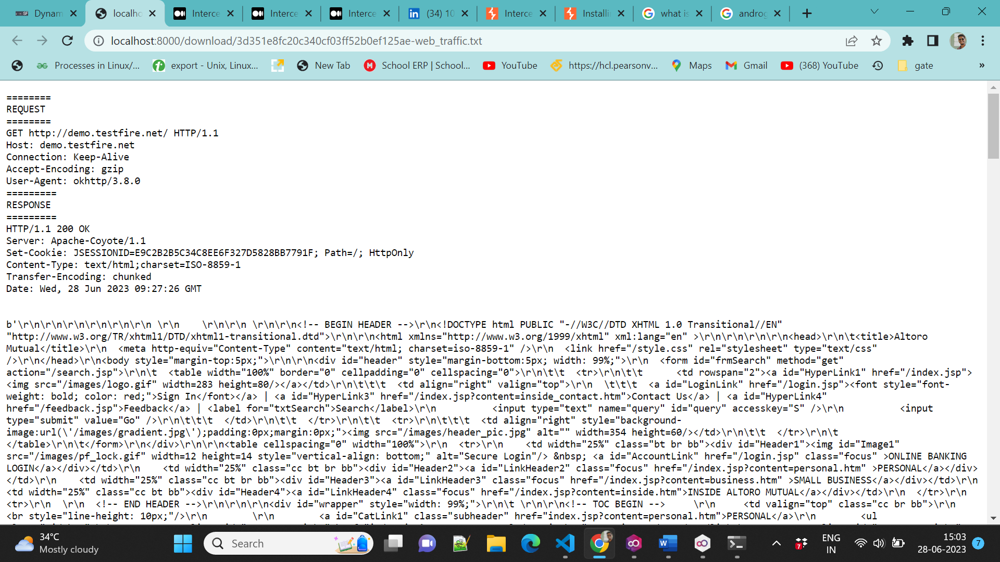 Dynam
localho
Interce
Interce
Interce
(34) 10
Interce
Installi
what is
androg
localhost:8000/download/3d351e8fc20c340cf03ff52b0ef125ae-web_traffic.txt
Processes in Linux/...
export - Unix, Linux...
New Tab
School ERP | School...
YouTube
https://hcl.pearsonv...
Maps
Gmail
(368) YouTube
gate
»
========
REQUEST
========
GET http://demo.testfire.net/ HTTP/1.1
Host: demo.testfire.net
Connection: Keep-Alive
Accept-Encoding: gzip
User-Agent: okhttp/3.8.0
=========
RESPONSE
=========
HTTP/1.1 200 OK
Server: Apache-Coyote/1.1
Set-Cookie: JSESSIONID=E9C2B2B5C34C8EE6F327D5828BB7791F; Path=/; HttpOnly
Content-Type: text/html;charset=ISO-8859-1
Transfer-Encoding: chunked
Date: Wed, 28 Jun 2023 09:27:26 GMT
b'\r\n\r\n\r\n\r\n\r\n\r\n \r\n    \r\n\r\n \r\n\r\n<!-- BEGIN HEADER -->\r\n<!DOCTYPE html PUBLIC "-//W3C//DTD XHTML 1.0 Transitional//EN"
"http://www.w3.org/TR/xhtml1/DTD/xhtml1-transitional.dtd">\r\n\r\n<html xmlns="http://www.w3.org/1999/xhtml" xml:lang="en" >\r\n\r\n\r\n\r\n<head>\r\n\t<title>Altoro
Mutual</title>\r\n  <meta http-equiv="Content-Type" content="text/html; charset=iso-8859-1" />\r\n  <link href="/style.css" rel="stylesheet" type="text/css"
/>\r\n</head>\r\n<body style="margin-top:5px;">\r\n\r\n<div id="header" style="margin-bottom:5px; width: 99%;">\r\n  <form id="frmSearch" method="get"
action="/search.jsp">\r\n\t  <table width="100%" border="0" cellpadding="0" cellspacing="0">\r\n\t\t  <tr>\r\n\t\t      <td rowspan="2"><a id="HyperLink1" href="/index.jsp">
<img src="/images/logo.gif" width=283 height=80/></a></td>\r\n\t\t\t  <td align="right" valign="top">\r\n  \t\t\t  <a id="LoginLink" href="/login.jsp"><font style="font-
weight: bold; color: red;">Sign In</font></a> | <a id="HyperLink3" href="/index.jsp?content=inside_contact.htm">Contact Us</a> | <a id="HyperLink4"
href="/feedback.jsp">Feedback</a> | <label for="txtSearch">Search</label>\r\n          <input type="text" name="query" id="query" accesskey="S" />\r\n          <input
type="submit" value="Go" />\r\n\t\t\t  </td>\r\n\t\t  </tr>\r\n\t\t  <tr>\r\n\t\t\t  <td align="right" style="background-
image:url(\'/images/gradient.jpg\');padding:0px;margin:0px;"><img src="/images/header_pic.jpg" alt="" width=354 height=60/></td>\r\n\t\t  </tr>\r\n\t
</table>\r\n\t</form>\r\n</div>\r\n\r\n<table cellspacing="0" width="100%">\r\n  <tr>\r\n    <td width="25%" class="bt br bb"><div id="Header1"><img id="Image1"
src="/images/pf_lock.gif" width=12 height=14 style="vertical-align: bottom;" alt="Secure Login"/> &nbsp; <a id="AccountLink" href="/login.jsp" class="focus" >ONLINE BANKING
LOGIN</a></div></td>\r\n    <td width="25%" class="cc bt br bb"><div id="Header2"><a id="LinkHeader2" class="focus" href="/index.jsp?content=personal.htm" >PERSONAL</a></div>
</td>\r\n    <td width="25%" class="cc bt br bb"><div id="Header3"><a id="LinkHeader3" class="focus" href="/index.jsp?content=business.htm" >SMALL BUSINESS</a></div></td>\r\n
<td width="25%" class="cc bt bb"><div id="Header4"><a id="LinkHeader4" class="focus" href="/index.jsp?content=inside.htm">INSIDE ALTORO MUTUAL</a></div></td>\r\n  </tr>\r\n
<tr>\r\n  \r\n  <!-- END HEADER -->\r\n\r\n\r\n<div id="wrapper" style="width: 99%;">\r\n\t \r\n\r\n<!-- TOC BEGIN -->     \r\n     <td valign="top" class="cc br bb">\r\n
<br style="line-height: 10px;"/>\r\n        \r\n        <a id="CatLink1" class="subheader" href="index.jsp?content=personal.htm">PERSONAL</a>\r\n        <ul
34°C
Mostly cloudy
Search
7
ENG
IN
15:03
28-06-2023
7